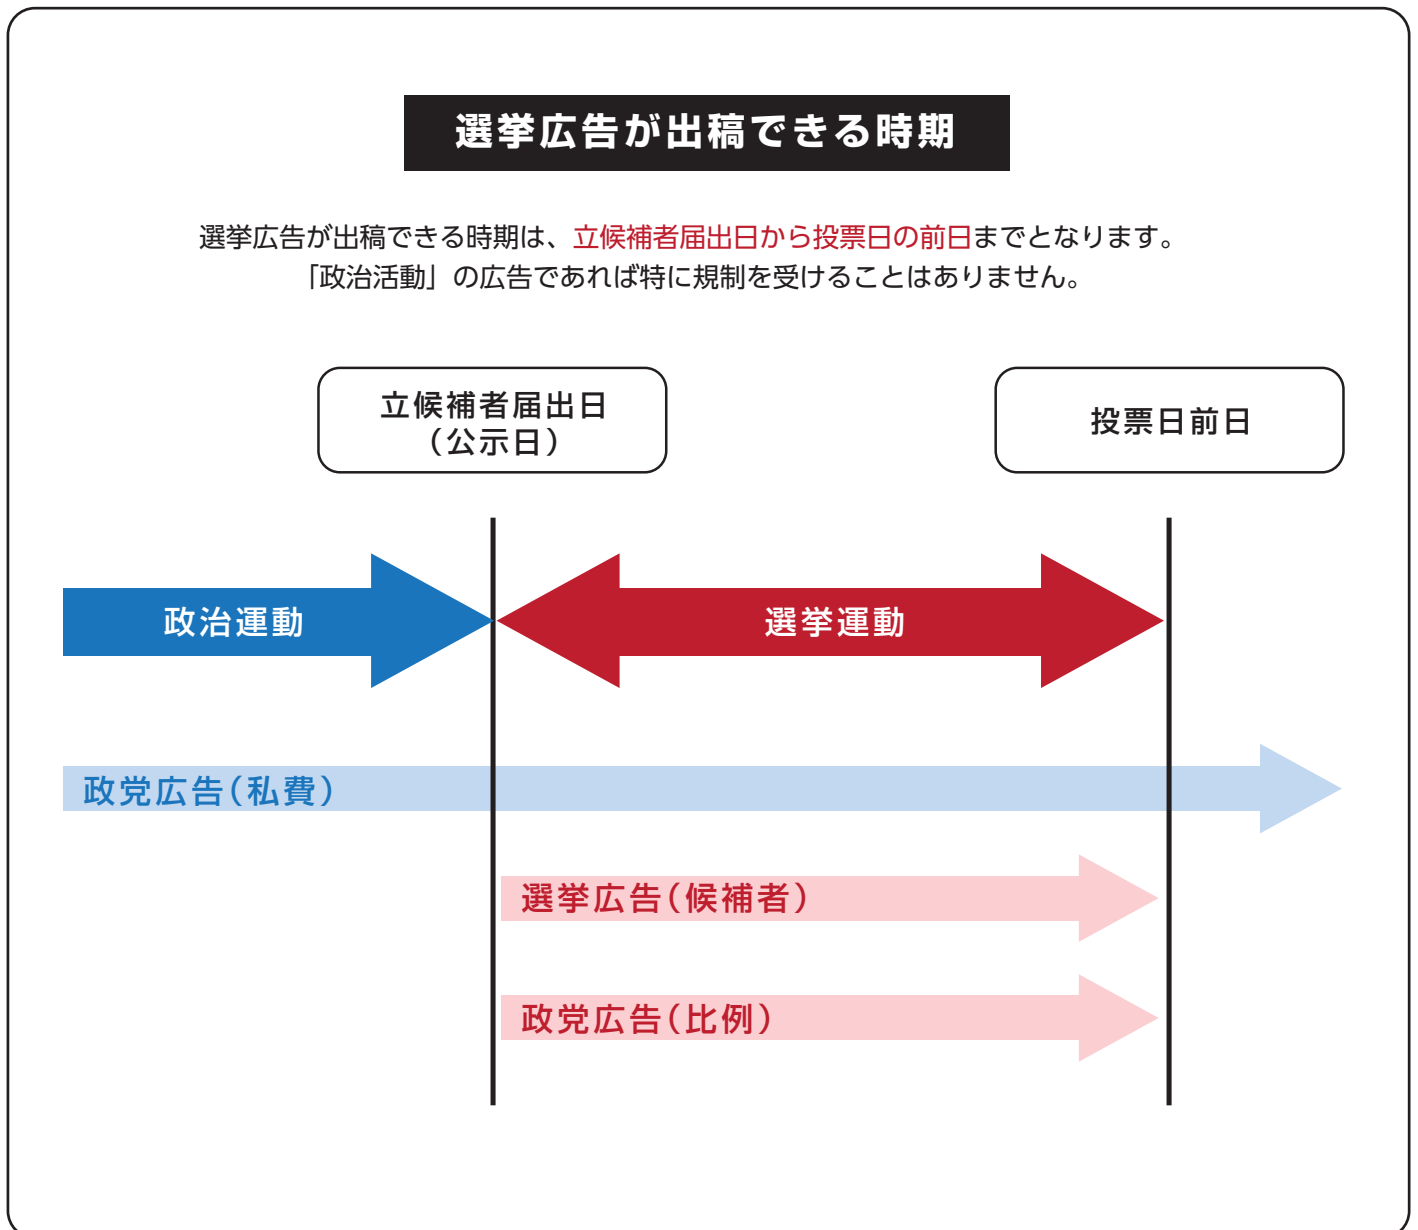 選挙広告が出稿できる時期
選挙広告が出稿できる時期は、立候補者届出日から投票日の前日までとなります。
「政治活動」の広告であれば特に規制を受けることはありません。
立候補者届出日
（公示日）
投票日前日
政治運動
選挙運動
政党広告（私費）
選挙広告（候補者）
政党広告（比例）